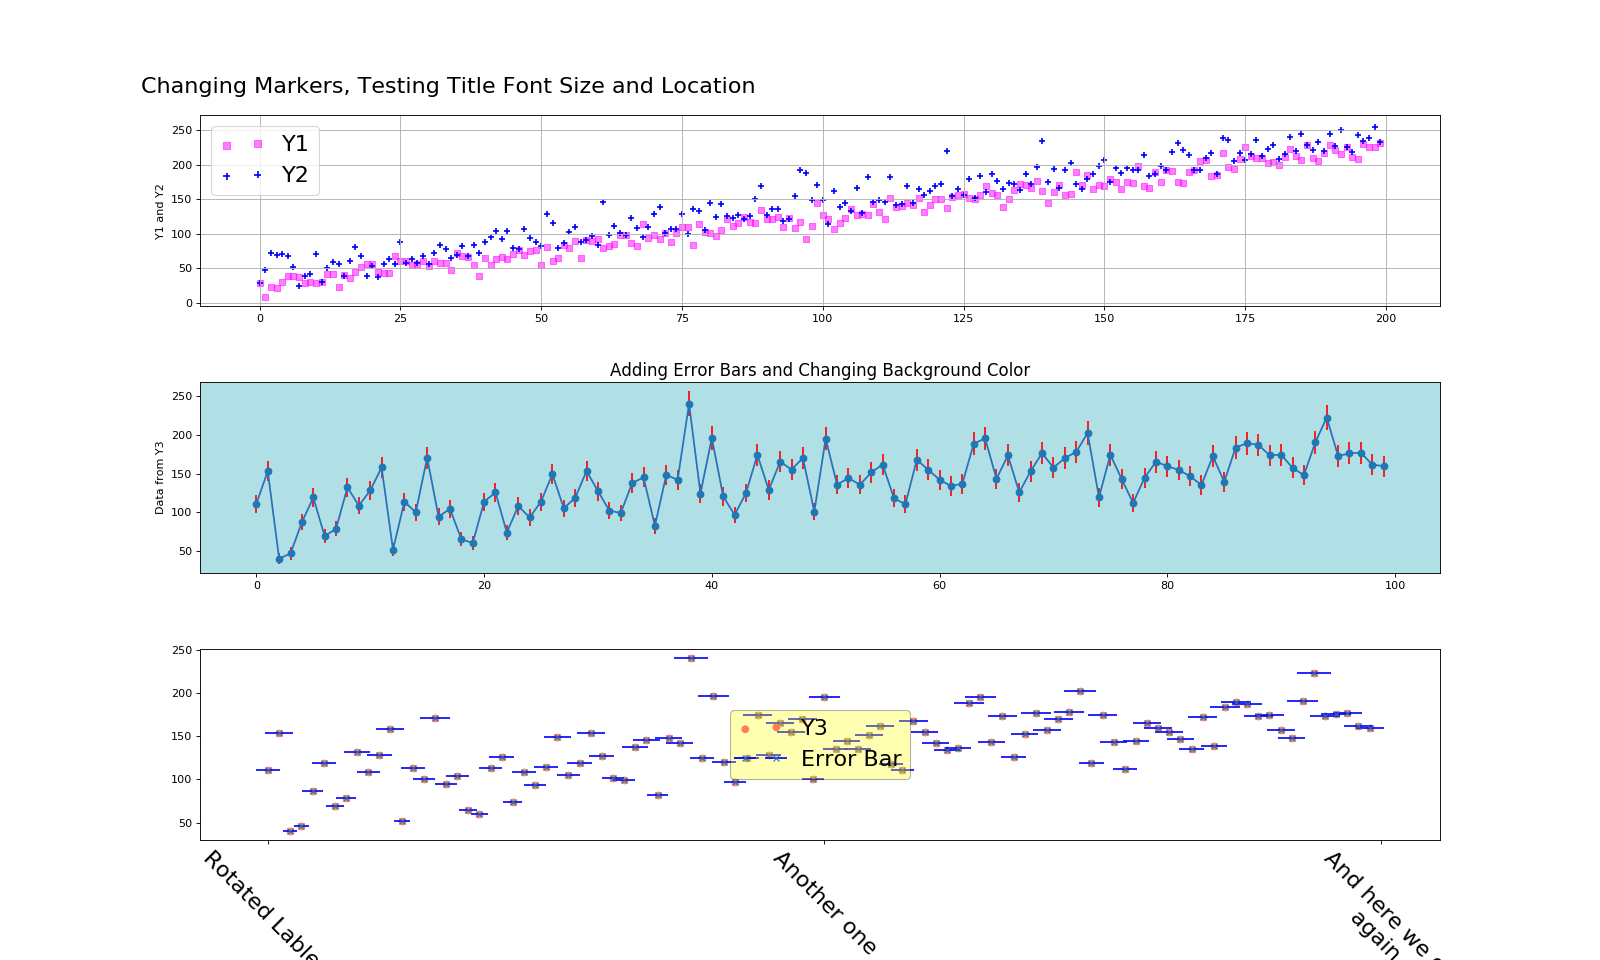 Changing Markers, Testing Title Font Size and Location
Y1 and Y2
250
200
150
100
50
0
Y1
Y2
0 25 50 75 100 125 150 175 200
Adding Error Bars and Changing Background Color
Data from Y3
250
200
150
100
50
0 20 40 60 80 100
250
200
150
100
50
Y3
Error Bar
Rotated Lable
Another one
And here we
again